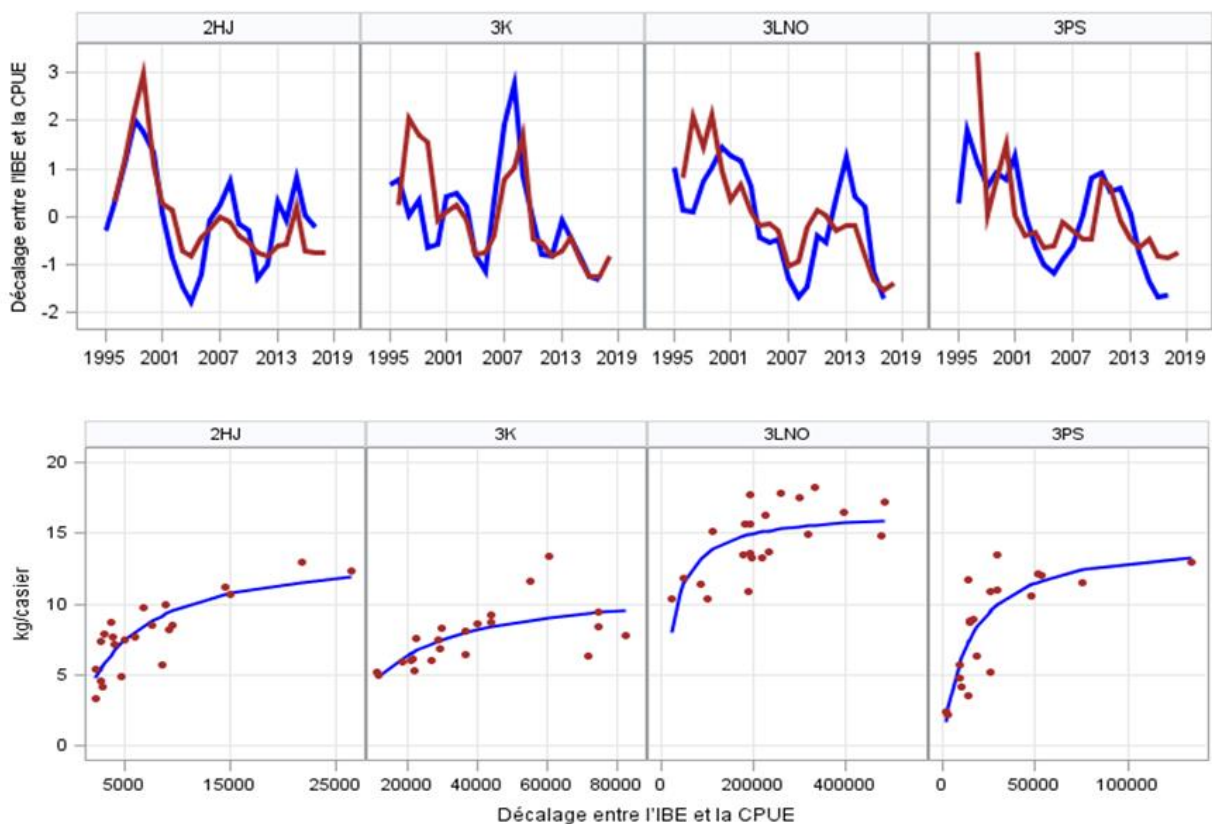 2HJ 3K 3LNO 3PS
Décalage entre l'IBE et la CPUE
3
2
1
0
-1
-2
1995 2001 2007 2013 2019 1995 2001 2007 2013 2019 1995 2001 2007 2013 2019 1995 2001 2007 2013 2019
2HJ 3K 3LNO 3PS
kg/casier
20
15
10
5
0
5000 15000 25000 20000 40000 60000 80000 0 200000 400000 0 50000 100000
Décalage entre l'IBE et la CPUE